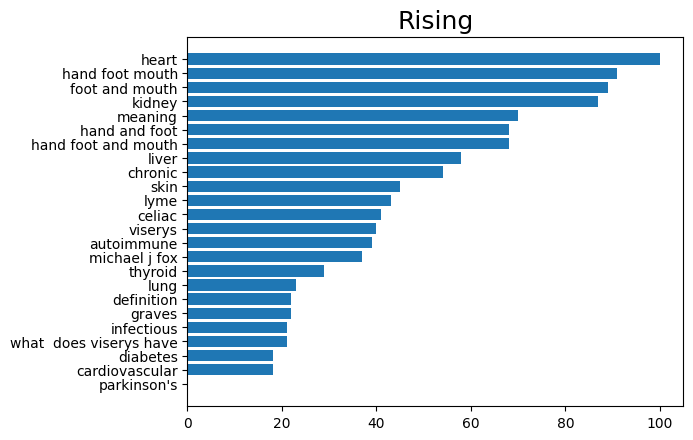 Rising
heart
hand foot mouth
foot and mouth
kidney
meaning
hand and foot
hand foot and mouth
liver
chronic
skin
lyme
celiac
viserys
autoimmune
michael j fox
thyroid
lung
definition
graves
infectious
what  does viserys have
diabetes
cardiovascular
parkinson's
0 20 40 60 80 100